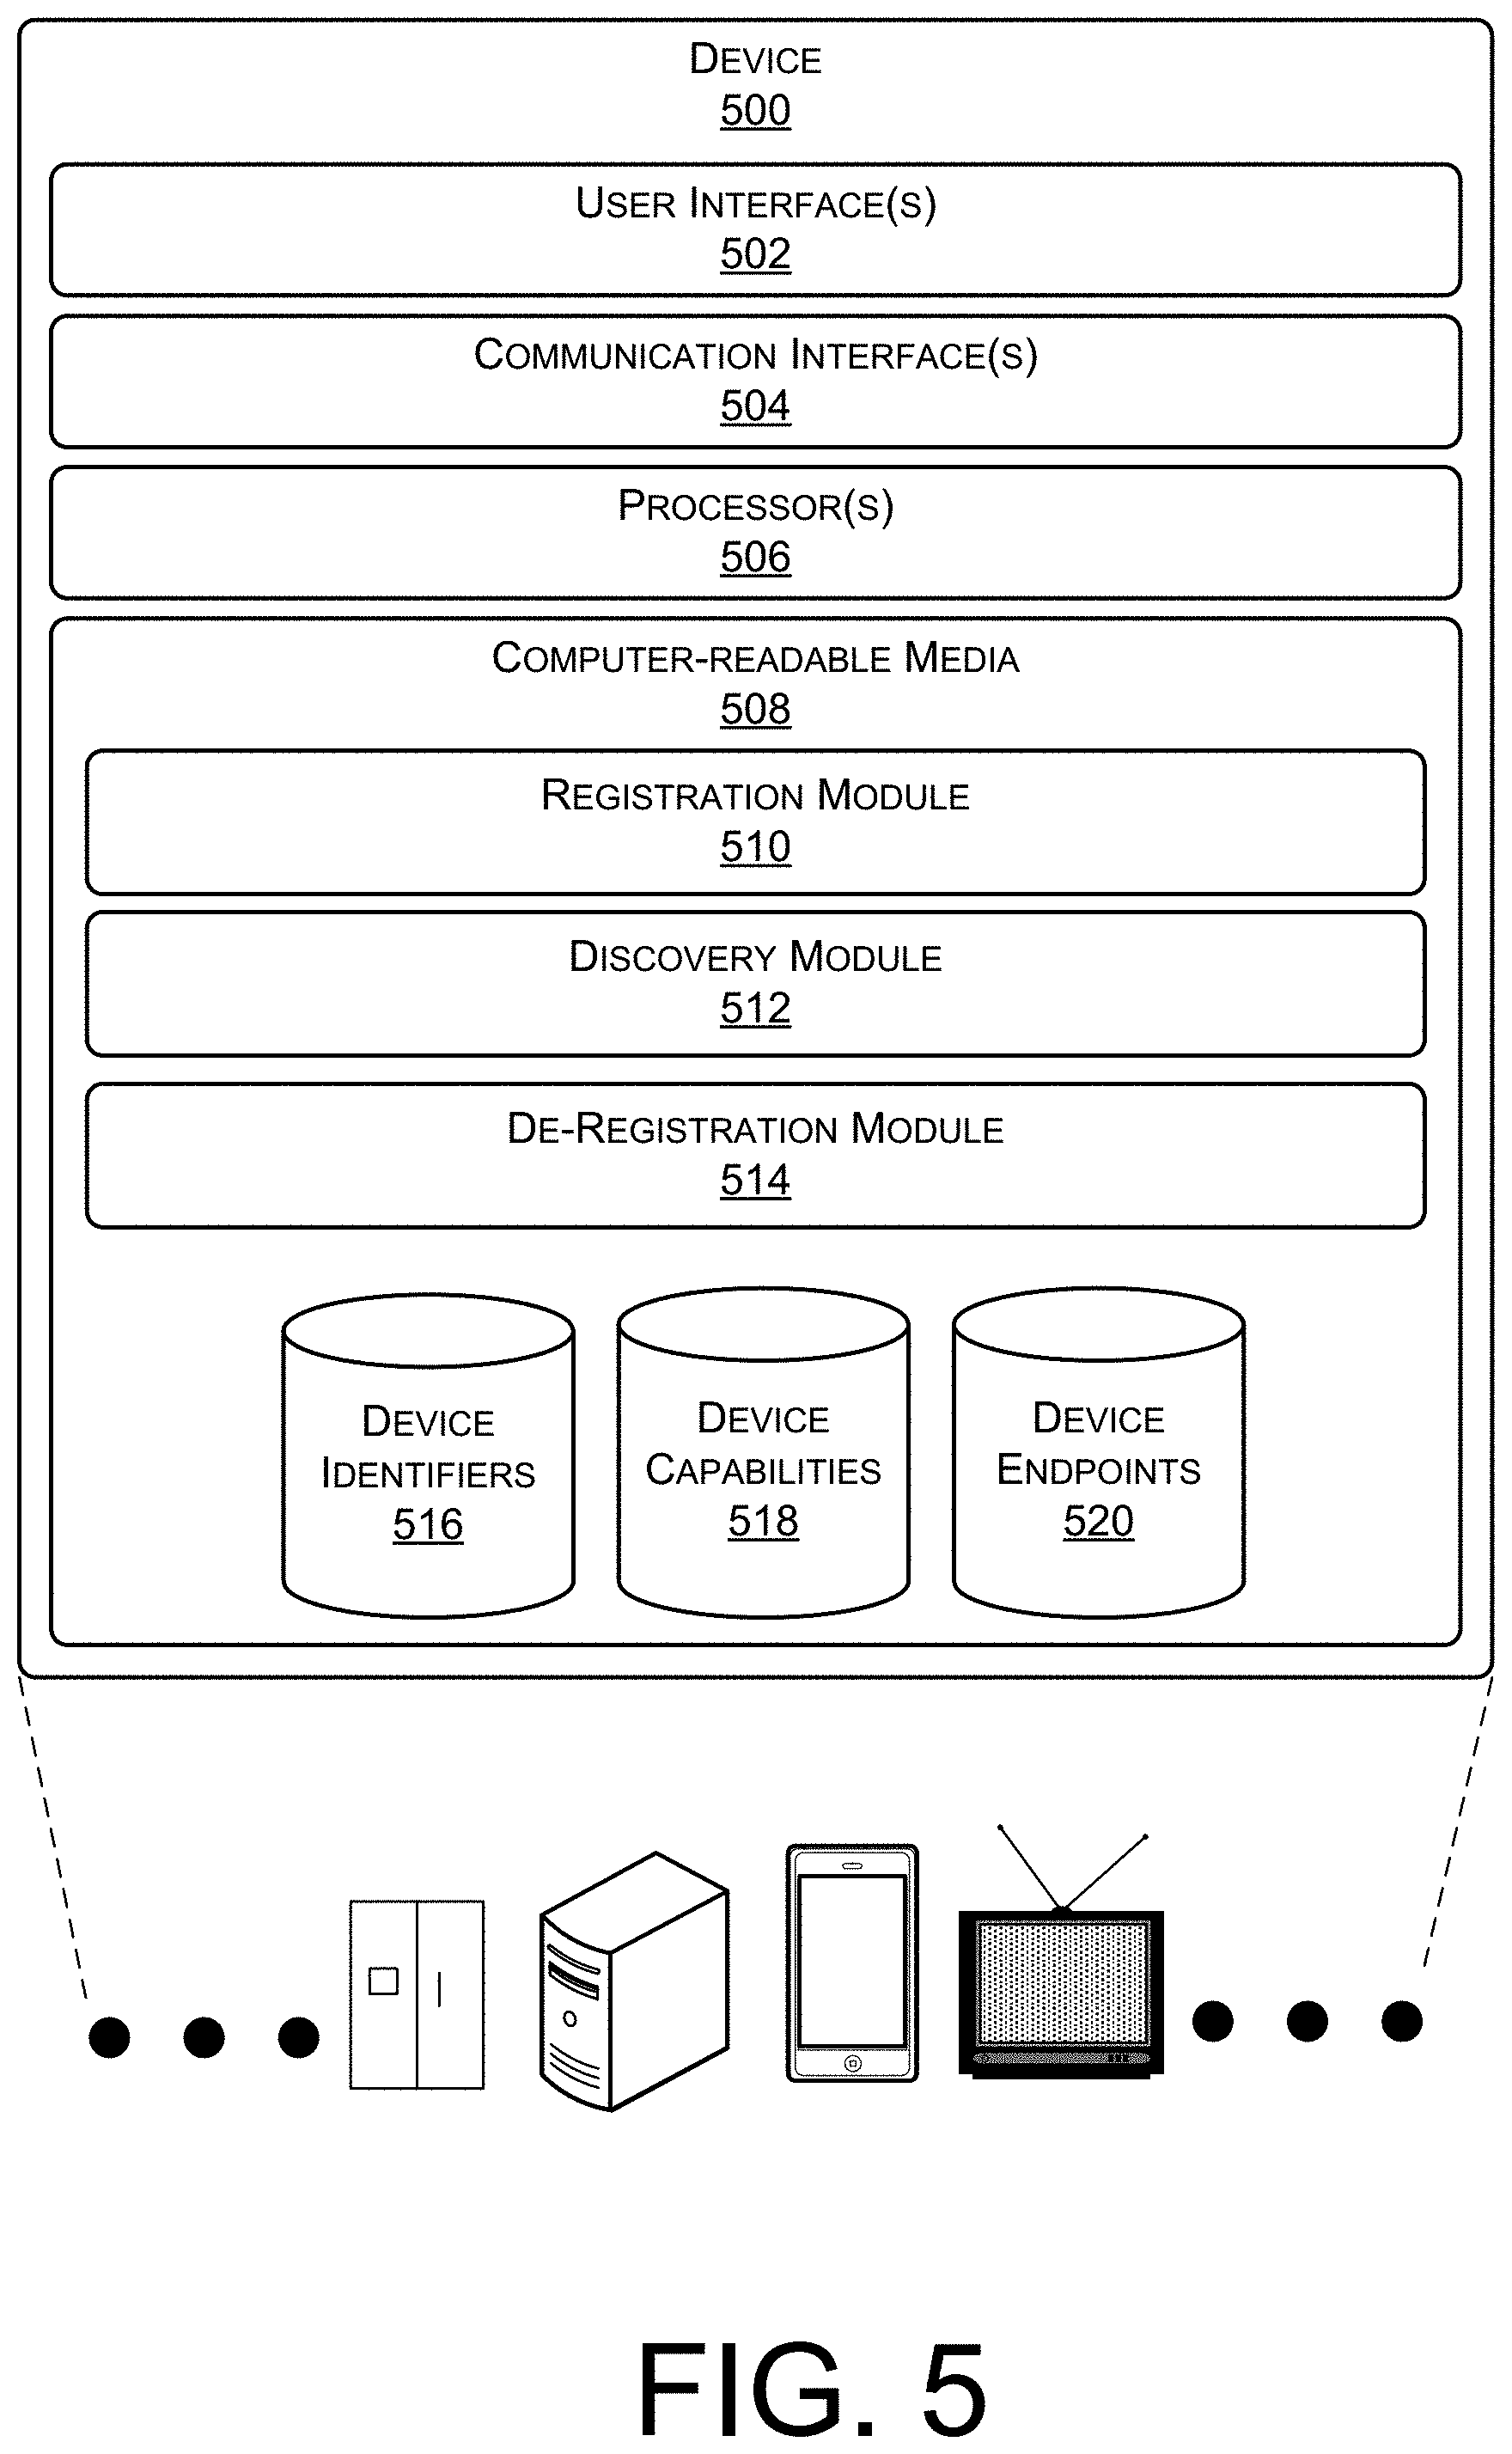 DEVICE
500
USER INTERFACE(S)
502
COMMUNICATION INTERFACE(S)
504
PROCESSOR(S)
506
COMPUTER-READABLE MEDIA
508
REGISTRATION MODULE
510
DISCOVERY MODULE
512
DE-REGISTRATION MODULE
514
DEVICE
IDENTIFIERS
516
DEVICE
CAPABILITIES
518
DEVICE
ENDPOINTS
520
FIG. 5